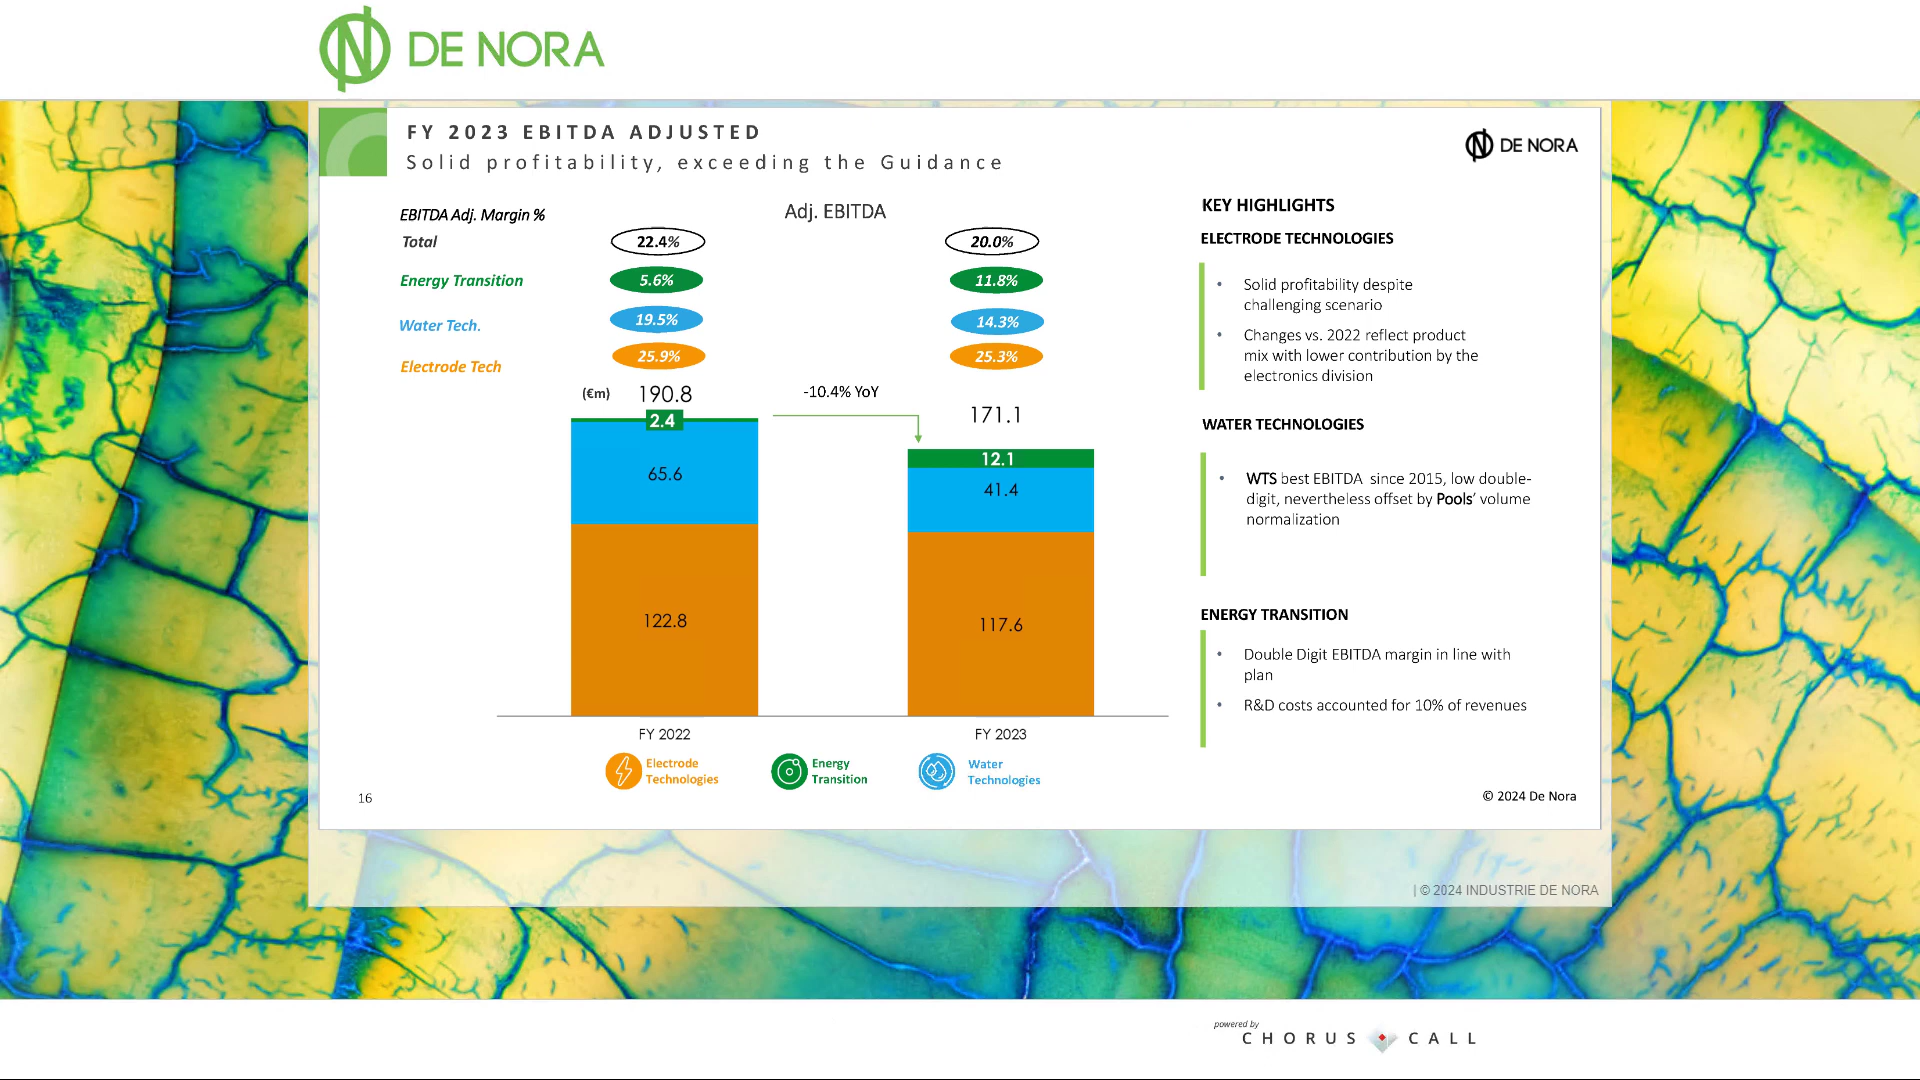 DE NORA
FY 2023 EBITDA ADJUSTED
Solid profitability, exceeding the Guidance
DE NORA
EBITDA Adj. Margin %
Adj. EBITDA
Total
22.4%
20.0%
Energy Transition
5.6%
11.8%
Water Tech.
19.5%
14.3%
Electrode Tech
25.9%
25.3%
(€m)
190.8
-10.4% YoY
171.1
2.4
12.1
65.6
41.4
122.8
117.6
FY 2022
FY 2023
Electrode
Technologies
Energy
Transition
Water
Technologies
KEY HIGHLIGHTS
ELECTRODE TECHNOLOGIES
• Solid profitability despite
challenging scenario
• Changes vs. 2022 reflect product
mix with lower contribution by the
electronics division
WATER TECHNOLOGIES
• WTS best EBITDA since 2015, low double-
digit, nevertheless offset by Pools’ volume
normalization
ENERGY TRANSITION
• Double Digit EBITDA margin in line with
plan
• R&D costs accounted for 10% of revenues
16
© 2024 De Nora
| © 2024 INDUSTRIE DE NORA
powered by
CHORUS CALL